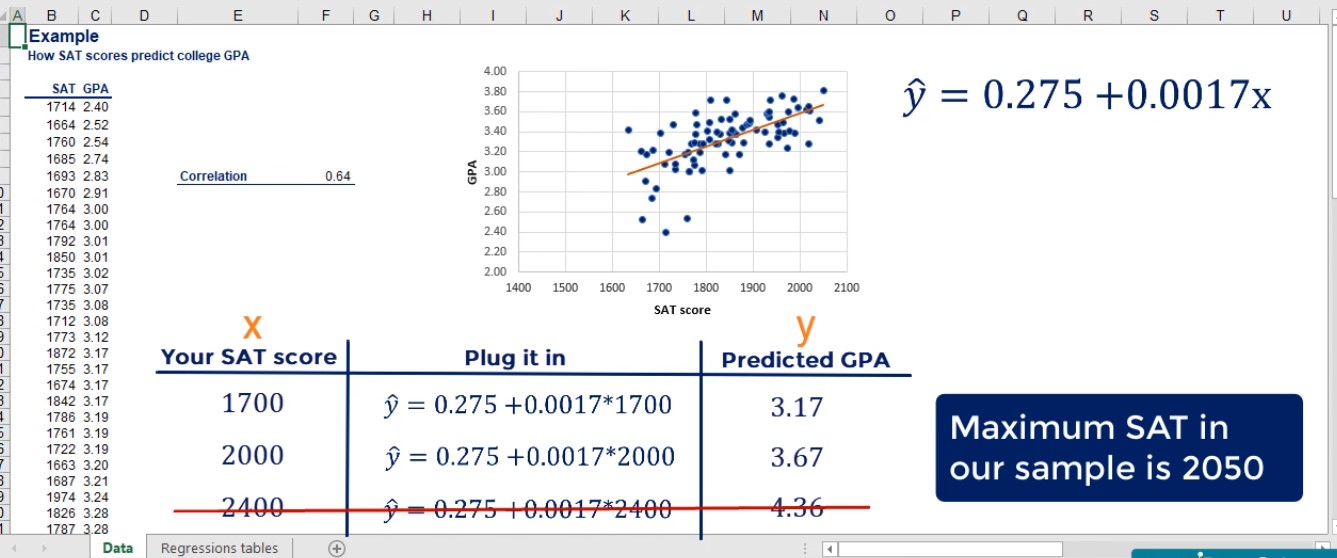 A B C D E F G H I J K L M N O P Q R S T U
Example
How SAT scores predict college GPA
SAT GPA
1714 2.40
1664 2.52
1760 2.54
1685 2.74
1693 2.83
1670 2.91
1764 3.00
1764 3.00
1792 3.01
1850 3.01
1735 3.02
1775 3.07
1735 3.08
1712 3.08
1773 3.12
1872 3.17
1755 3.17
1674 3.17
1842 3.17
1786 3.19
1761 3.19
1722 3.19
1663 3.20
1687 3.21
1974 3.24
1826 3.28
1787 3.28
Correlation 0.64
4.00
3.80
3.60
3.40
3.20
3.00
2.80
2.60
2.40
2.20
2.00
GPA
1400 1500 1600 1700 1800 1900 2000 2100
SAT score
ŷ = 0.275 +0.0017x
x y
Your SAT score Plug it in Predicted GPA
1700 ŷ = 0.275 +0.0017*1700 3.17
2000 ŷ = 0.275 +0.0017*2000 3.67
2400 ŷ = 0.275 +0.0017*2400 4.36
Maximum SAT in
our sample is 2050
Data Regressions tables